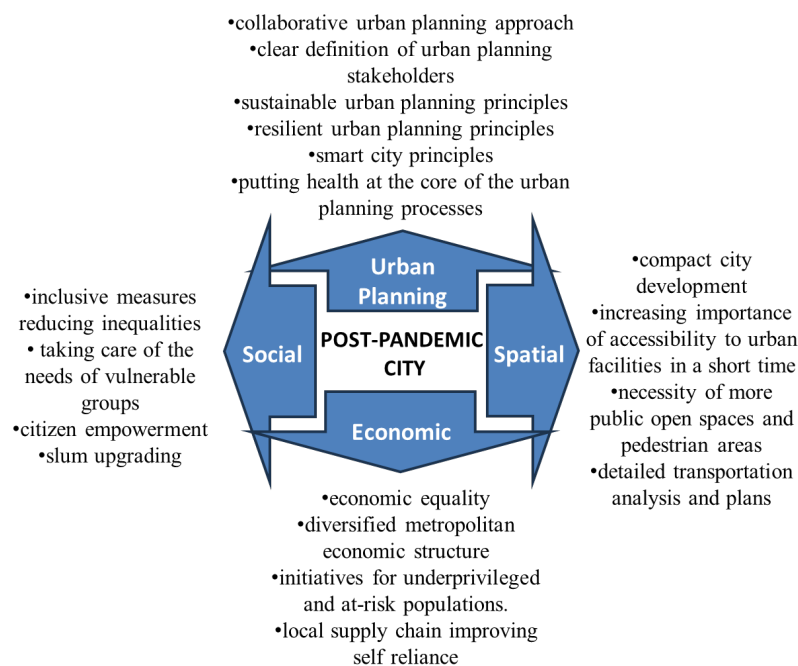 •collaborative urban planning approach
•clear definition of urban planning
stakeholders
•sustainable urban planning principles
•resilient urban planning principles
•smart city principles
•putting health at the core of the urban
planning processes
Urban
Planning
•inclusive measures
reducing inequalities
• taking care of the
needs of vulnerable
groups
•citizen empowerment
•slum upgrading
Social
POST-PANDEMIC
CITY
Spatial
•compact city
development
•increasing importance
of accessibility to urban
facilities in a short time
•necessity of more
public open spaces and
pedestrian areas
•detailed transportation
analysis and plans
Economic
•economic equality
•diversified metropolitan
economic structure
•initiatives for underprivileged
and at-risk populations.
•local supply chain improving
self reliance